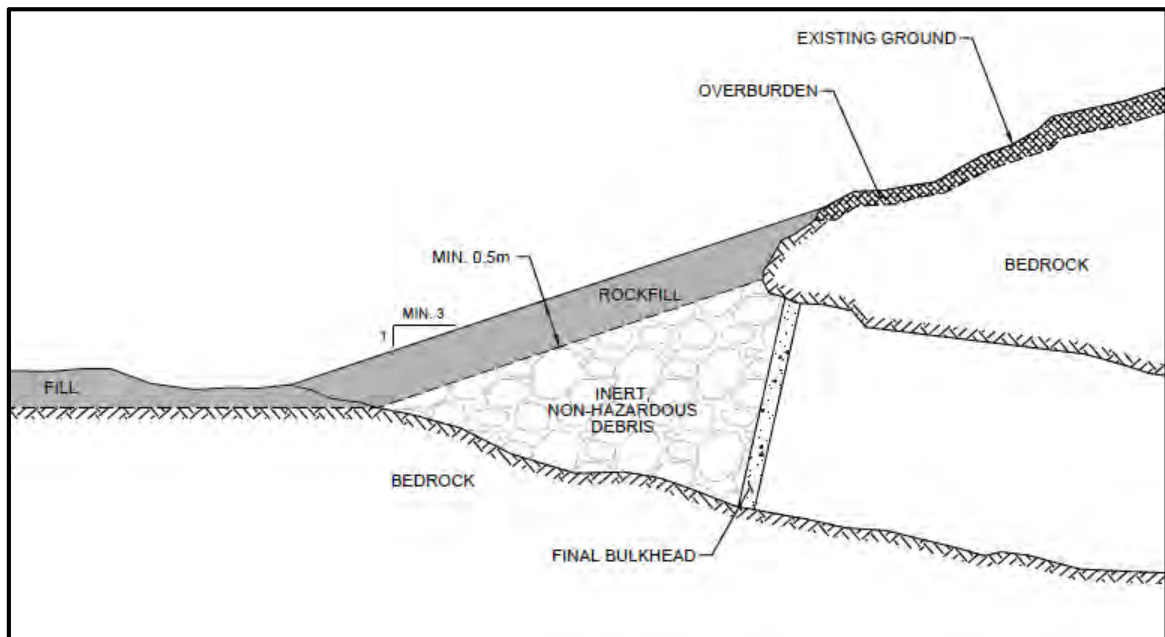 EXISTING GROUND
OVERBURDEN
MIN. 0.5m
BEDROCK
ROCKFILL
MIN. 3
1
FILL
INERT,
NON-HAZARDOUS
DEBRIS
BEDROCK
FINAL BULKHEAD